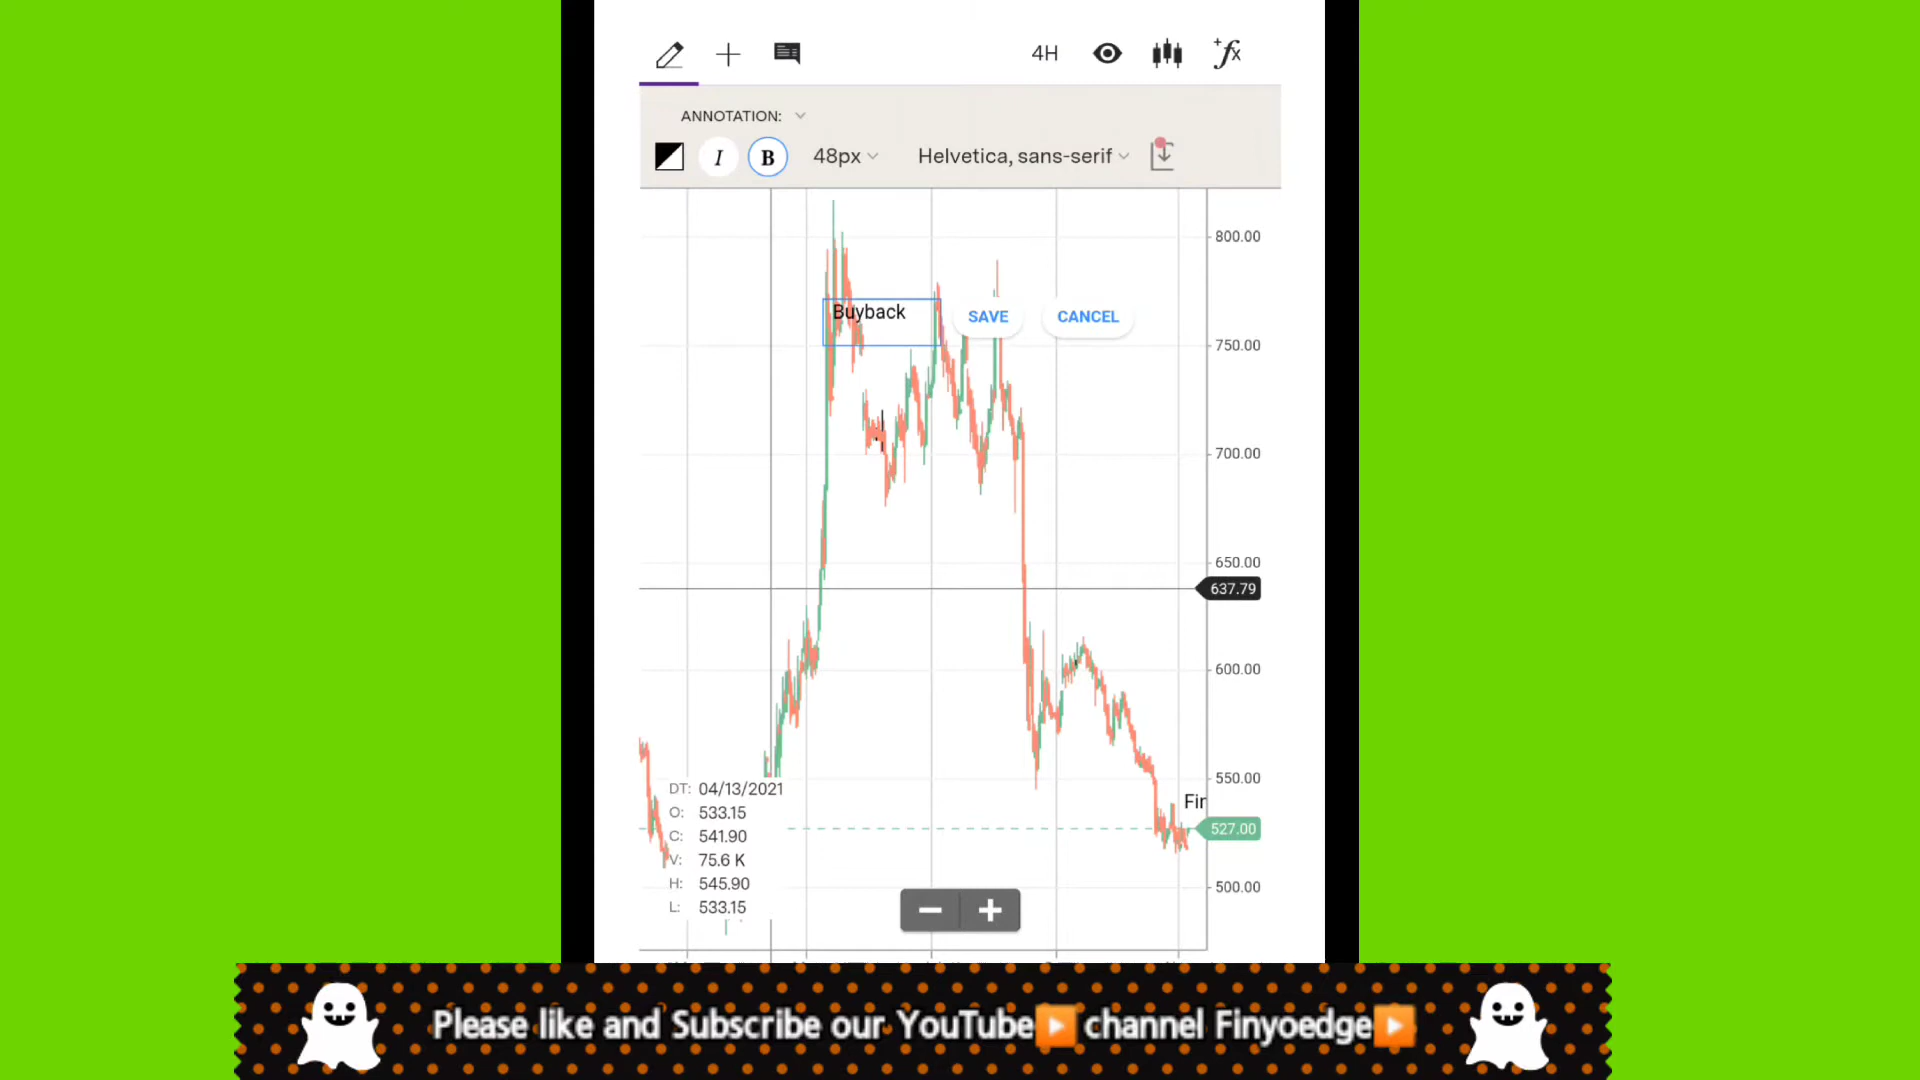 4H
+fx
ANNOTATION:
I B 48px Helvetica, sans-serif
800.00
Buyback SAVE CANCEL
750.00
700.00
650.00
637.79
600.00
550.00
DT: 04/13/2021
Fin
O: 533.15
527.00
C: 541.90
V: 75.6 K
H: 545.90
500.00
L: 533.15
Please like and Subscribe our YouTube▶️ channel Finyoedge▶️